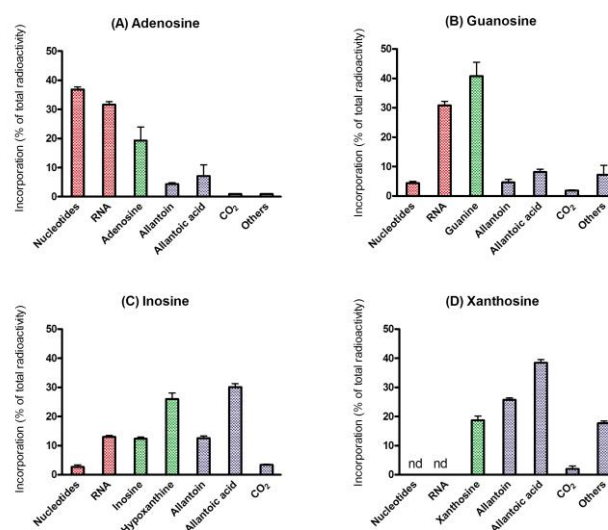 (A) Adenosine
Incorporation (% of total radioactivity)
50
40
30
20
10
0
Nucleotides
RNA
Adenosine
Allantoin
Allantoic acid
CO₂
Others
(B) Guanosine
Incorporation (% of total radioactivity)
50
40
30
20
10
0
Nucleotides
RNA
Guanine
Allantoin
Allantoic acid
CO₂
Others
(C) Inosine
Incorporation (% of total radioactivity)
50
40
30
20
10
0
Nucleotides
RNA
Inosine
Hypoxanthine
Allantoin
Allantoic acid
CO₂
(D) Xanthosine
Incorporation (% of total radioactivity)
50
40
30
20
10
0
nd nd
Nucleotides
RNA
Xanthosine
Allantoin
Allantoic acid
CO₂
Others